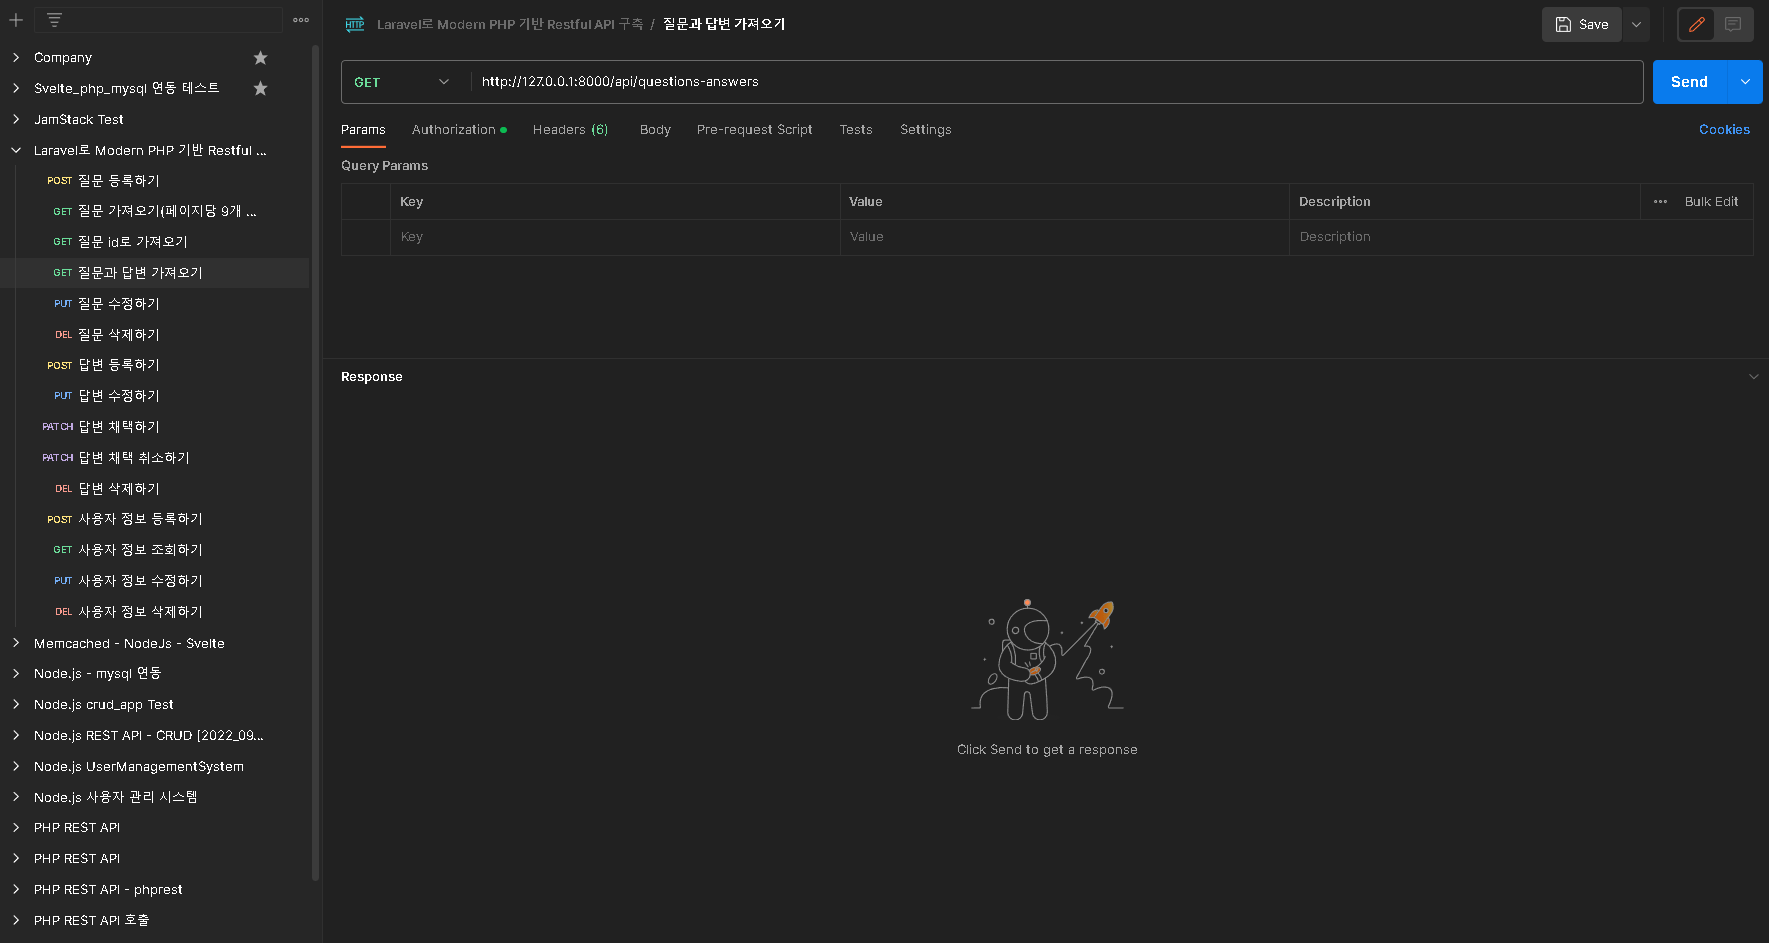 Company
Svelte_php_mysql 연동 테스트
JamStack Test
Laravel로 Modern PHP 기반 Restful ...
POST 질문 등록하기
GET 질문 가져오기(페이지당 9개 ...
GET 질문 id로 가져오기
GET 질문과 답변 가져오기
PUT 질문 수정하기
DEL 질문 삭제하기
POST 답변 등록하기
PUT 답변 수정하기
PATCH 답변 채택하기
PATCH 답변 채택 취소하기
DEL 답변 삭제하기
POST 사용자 정보 등록하기
GET 사용자 정보 조회하기
PUT 사용자 정보 수정하기
DEL 사용자 정보 삭제하기
Memcached - NodeJs - Svelte
Node.js - mysql 연동
Node.js crud_app Test
Node.js REST API - CRUD [2022_09...
Node.js UserManagementSystem
Node.js 사용자 관리 시스템
PHP REST API
PHP REST API
PHP REST API - phprest
PHP REST API 호출
HTTP Laravel로 Modern PHP 기반 Restful API 구축 / 질문과 답변 가져오기
Save
GET http://127.0.0.1:8000/api/questions-answers
Send
Params Authorization Headers (6) Body Pre-request Script Tests Settings
Cookies
Query Params
Key Value Description ... Bulk Edit
Key Value Description
Response
Click Send to get a response